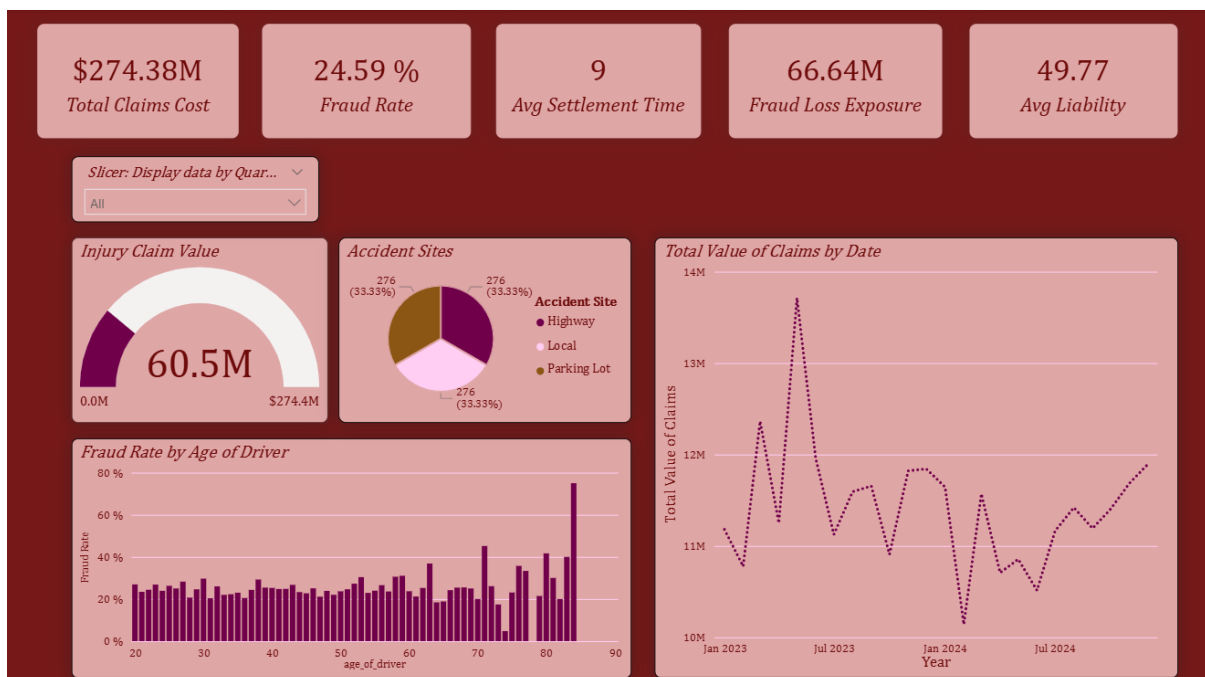 $274.38M
Total Claims Cost
24.59 %
Fraud Rate
9
Avg Settlement Time
66.64M
Fraud Loss Exposure
49.77
Avg Liability
Slicer: Display data by Quar...
All
Injury Claim Value
60.5M
0.0M
$274.4M
Accident Sites
276
(33.33%)
276
(33.33%)
276
(33.33%)
Accident Site
Highway
Local
Parking Lot
Total Value of Claims by Date
14M
13M
12M
11M
10M
Total Value of Claims
Jan 2023
Jul 2023
Jan 2024
Jul 2024
Year
Fraud Rate by Age of Driver
80 %
60 %
40 %
20 %
0 %
Fraud Rate
20
30
40
50
60
70
80
90
age_of_driver